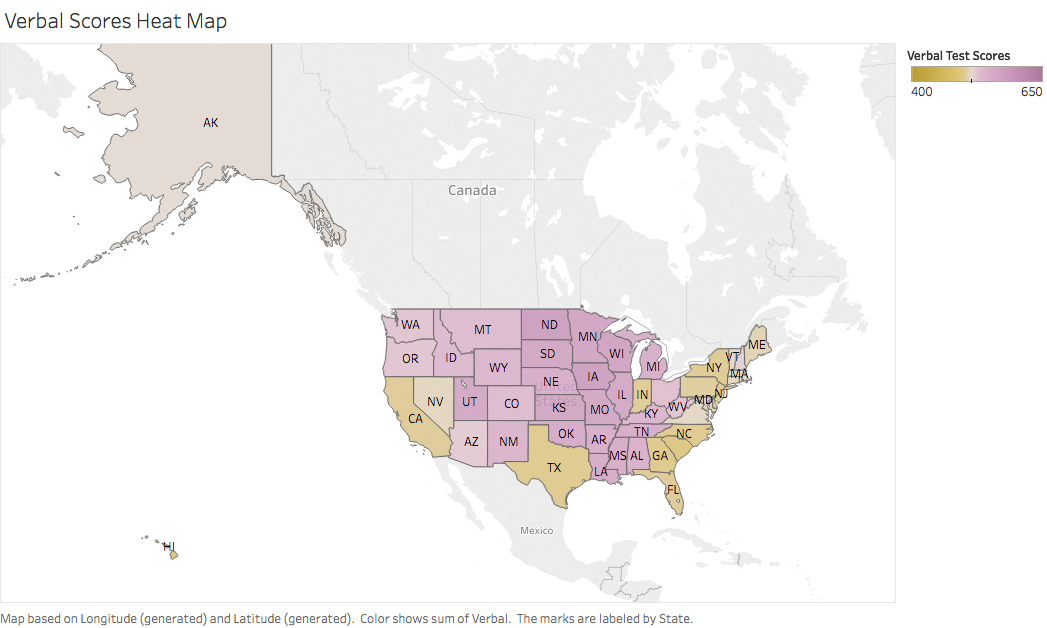 Verbal Scores Heat Map
Verbal Test Scores
400 650
AK
Canada
WA MT ND MN
OR ID SD WI MI VT ME
WY NY MA
NE IA United States
NV UT CO KS MO IL IN MD NJ
CA KY WV
AZ NM OK AR TN NC
TX LA MS AL GA
FL
Mexico
HI
Map based on Longitude (generated) and Latitude (generated). Color shows sum of Verbal. The marks are labeled by State.